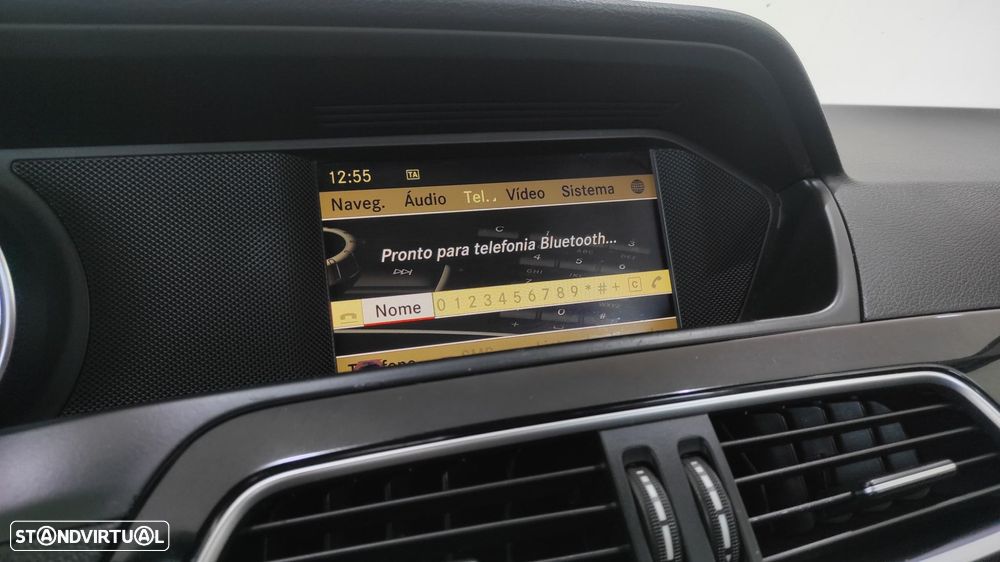 12:55 TA
Naveg. Áudio Tel.. Vídeo Sistema
Pronto para telefonia Bluetooth...
Nome 0 1 2 3 4 5 6 7 8 9 * # + C
STANDVIRTUAL